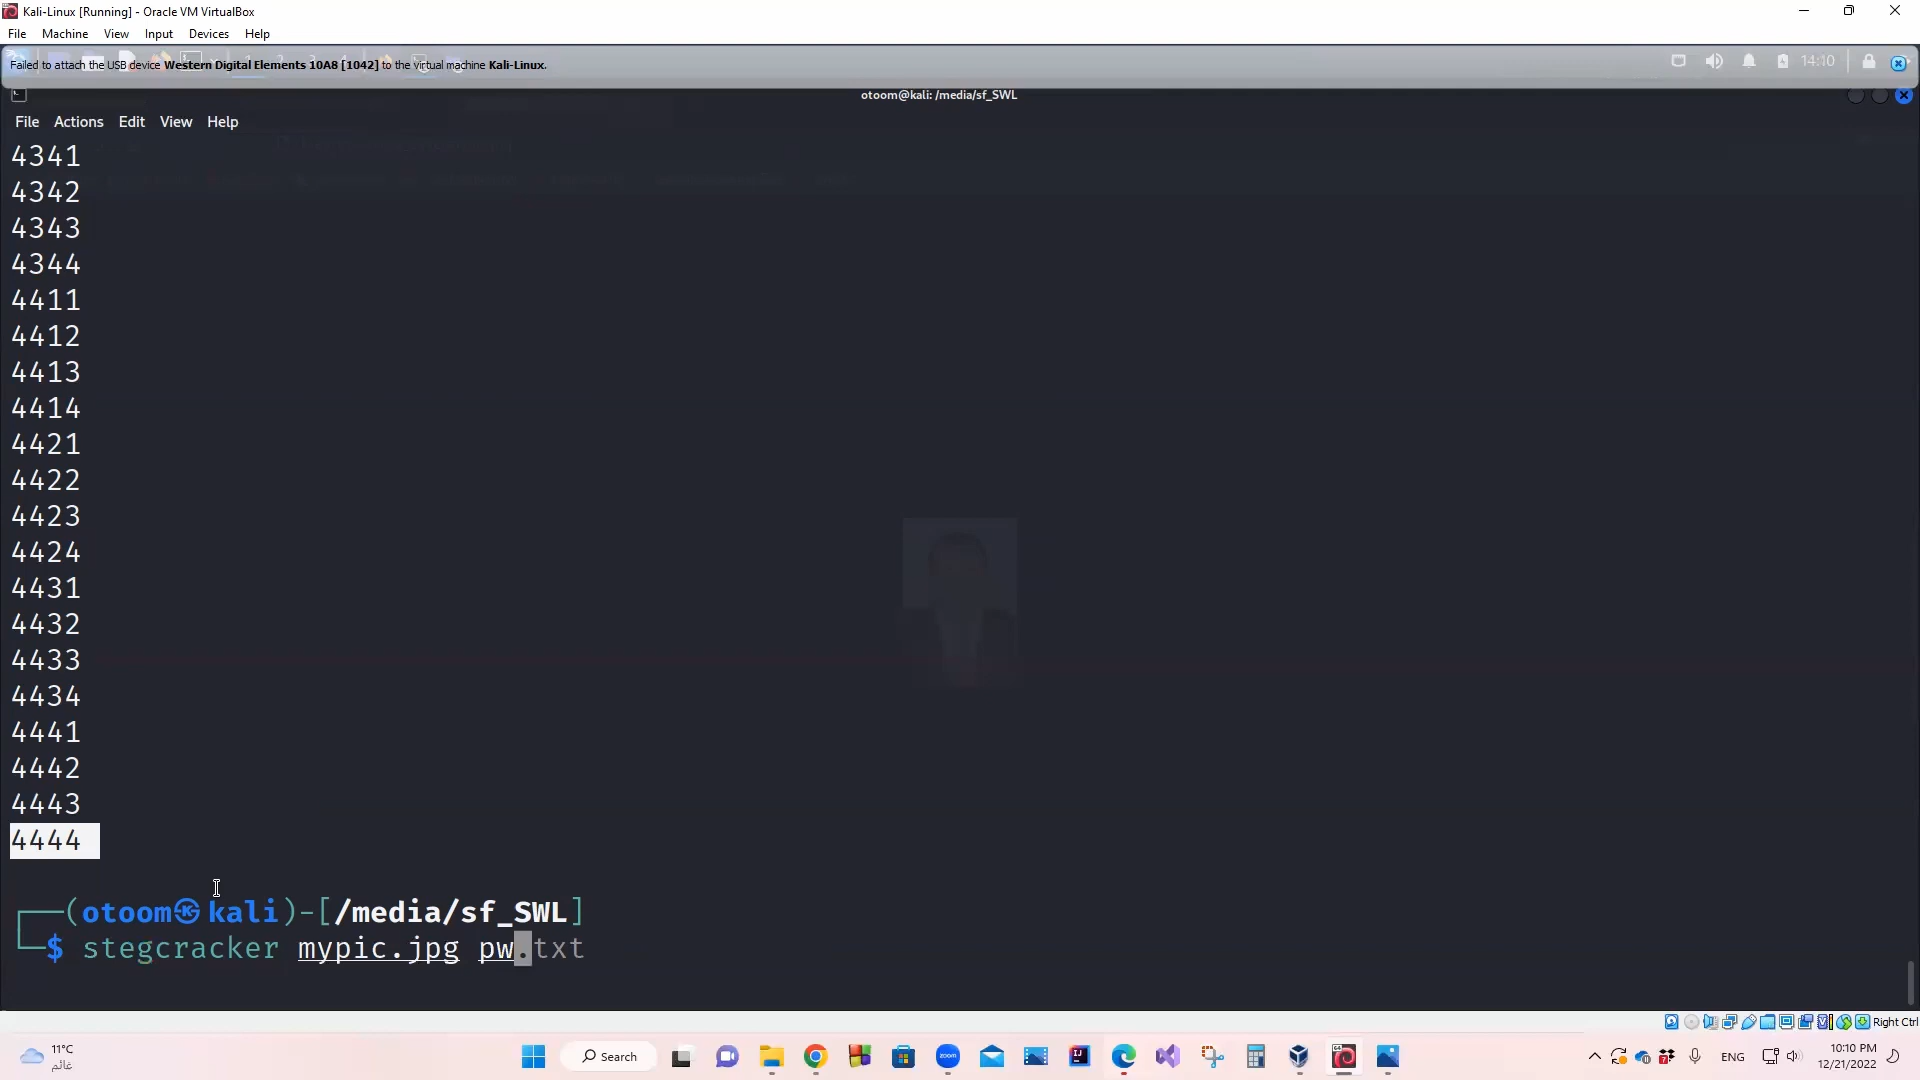 Kali-Linux [Running] - Oracle VM VirtualBox
File Machine View Input Devices Help
Failed to attach the USB device Western Digital Elements 10A8 [1042] to the virtual machine Kali-Linux.
14:10
otoom@kali: /media/sf_SWL
File Actions Edit View Help
4341
4342
4343
4344
4411
4412
4413
4414
4421
4422
4423
4424
4431
4432
4433
4434
4441
4442
4443
4444
(otoom㉿kali)-[/media/sf_SWL]
$ stegcracker mypic.jpg pw.txt
Right Ctrl
11°C
غائم
Search
zoom
ENG
10:10 PM
12/21/2022